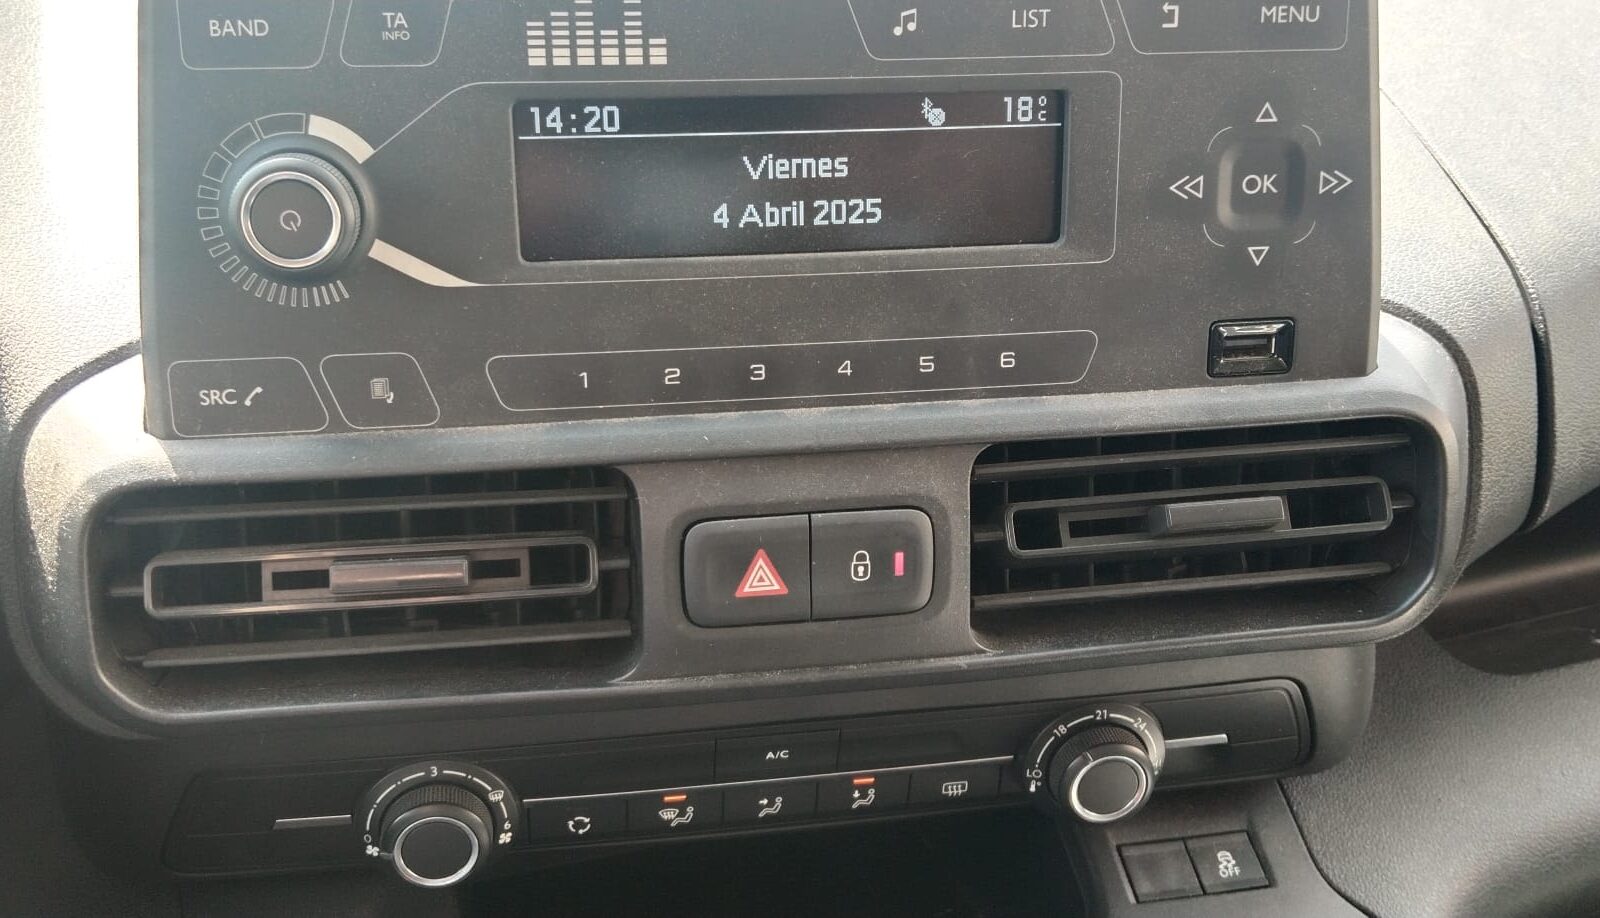 BAND
TA
INFO
LIST
MENU
14:20
18°C
Viernes
4 Abril 2025
OK
SRC
1 2 3 4 5 6
A/C
0 3 6
LO 18 21 24
OFF